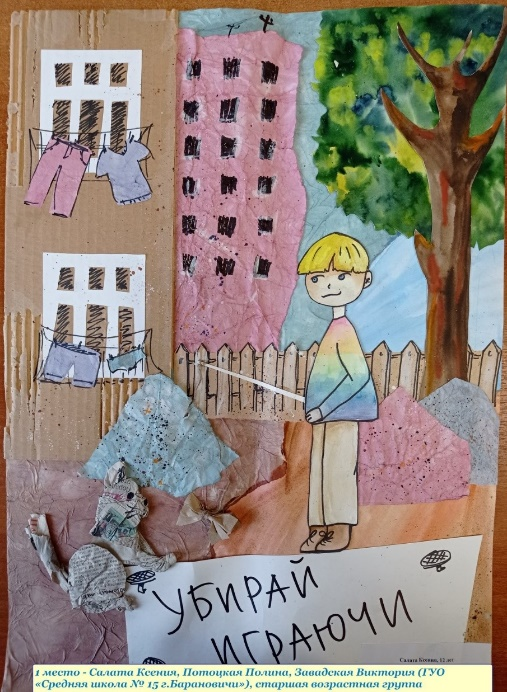 УБИРАЙ
ИГРАЮЧИ
Салата Ксения, 12 лет
1 место - Салата Ксения, Потоцкая Полина, Завадская Виктория (ГУО
«Средняя школа № 15 г.Барановичи»), старшая возрастная группа